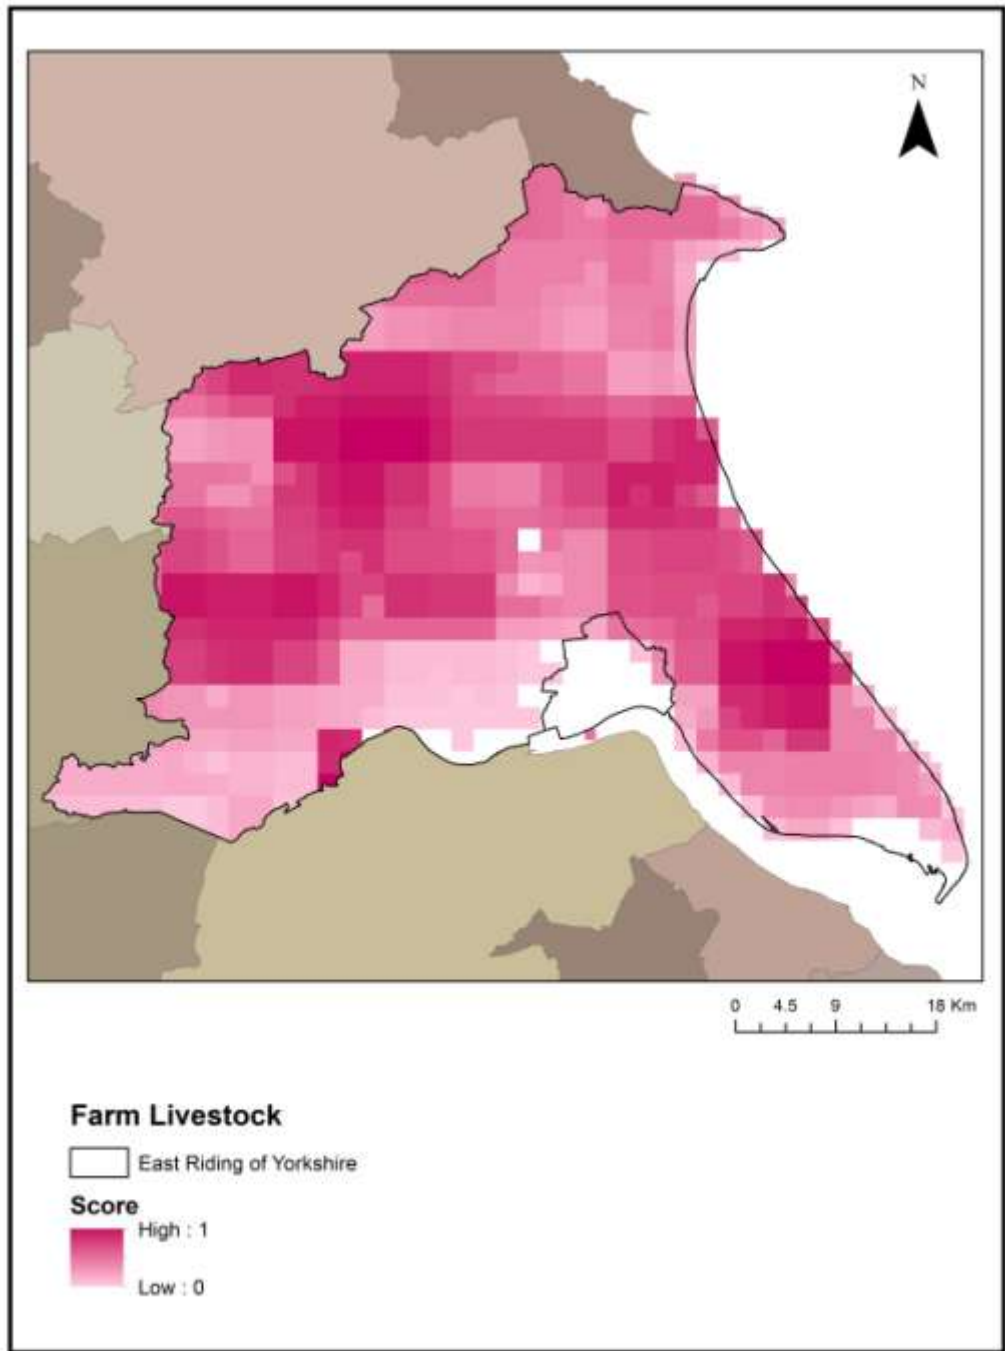 N
0 4.5 9 18 Km
Farm Livestock
East Riding of Yorkshire
Score
High : 1
Low : 0